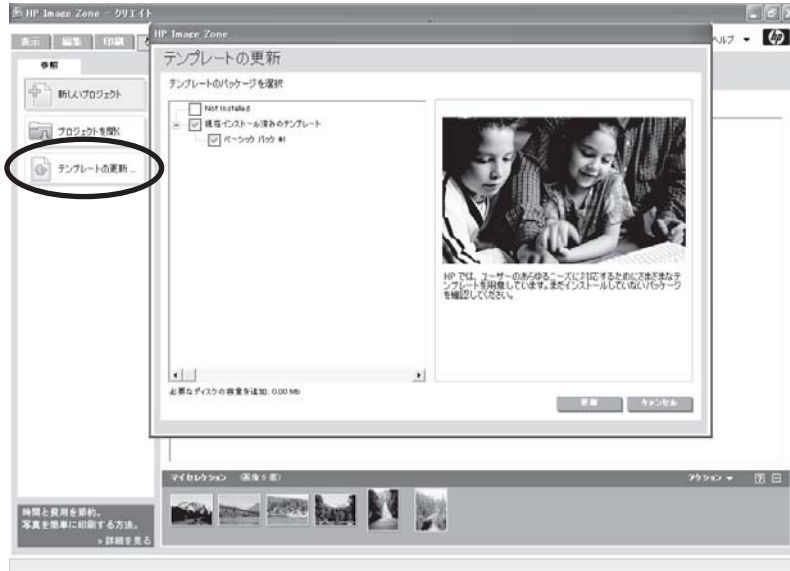 HP Image Zone - クリエイト
表示 編集 印刷
ヘルプ
参照
新しいプロジェクト
プロジェクトを開く
テンプレートの更新...
HP Image Zone
テンプレートの更新
テンプレートのパッケージを選択
Not Installed
現在インストール済みのテンプレート
ベーシック パック #1
HP では、ユーザーのあらゆるニーズに対応するためにさまざまなテ
ンプレートを用意しています。まだインストールしていないパッケージ
を確認してください。
必要なディスクの容量を追加: 0.00 Mb
更新 キャンセル
マイセレクション (画像 6 個)
アクション
時間と費用を節約。
写真を簡単に印刷する方法。
» 詳細を見る